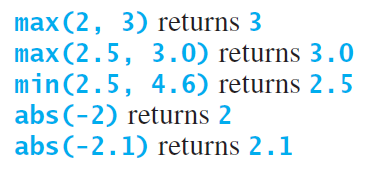 max(2, 3) returns 3
max(2.5, 3.0) returns 3.0
min(2.5, 4.6) returns 2.5
abs(-2) returns 2
abs(-2.1) returns 2.1